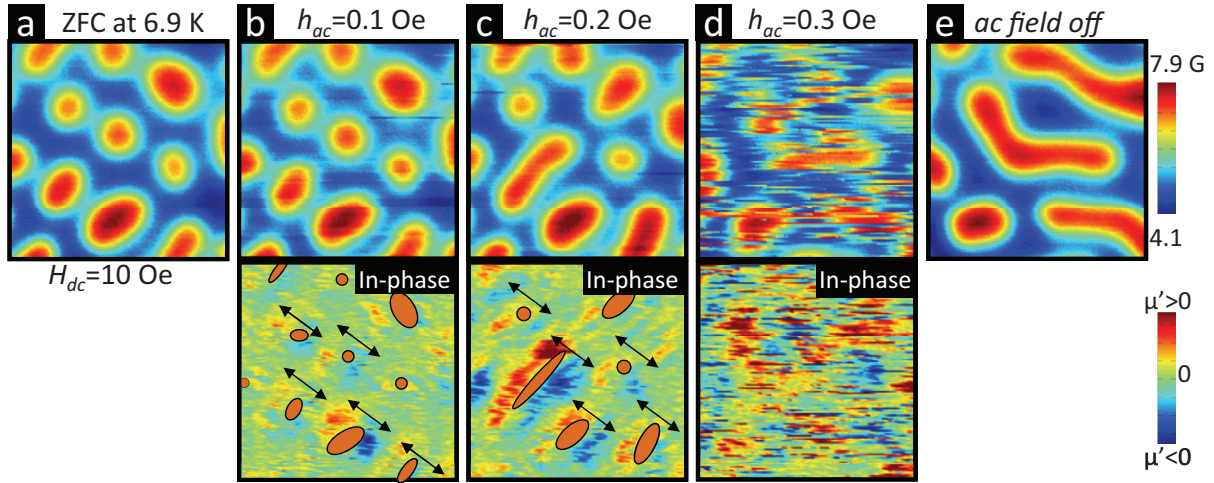 a ZFC at 6.9 K
b h_ac=0.1 Oe
c h_ac=0.2 Oe
d h_ac=0.3 Oe
e ac field off
7.9 G
4.1
H_dc=10 Oe
In-phase
In-phase
In-phase
μ'>0
0
μ'<0